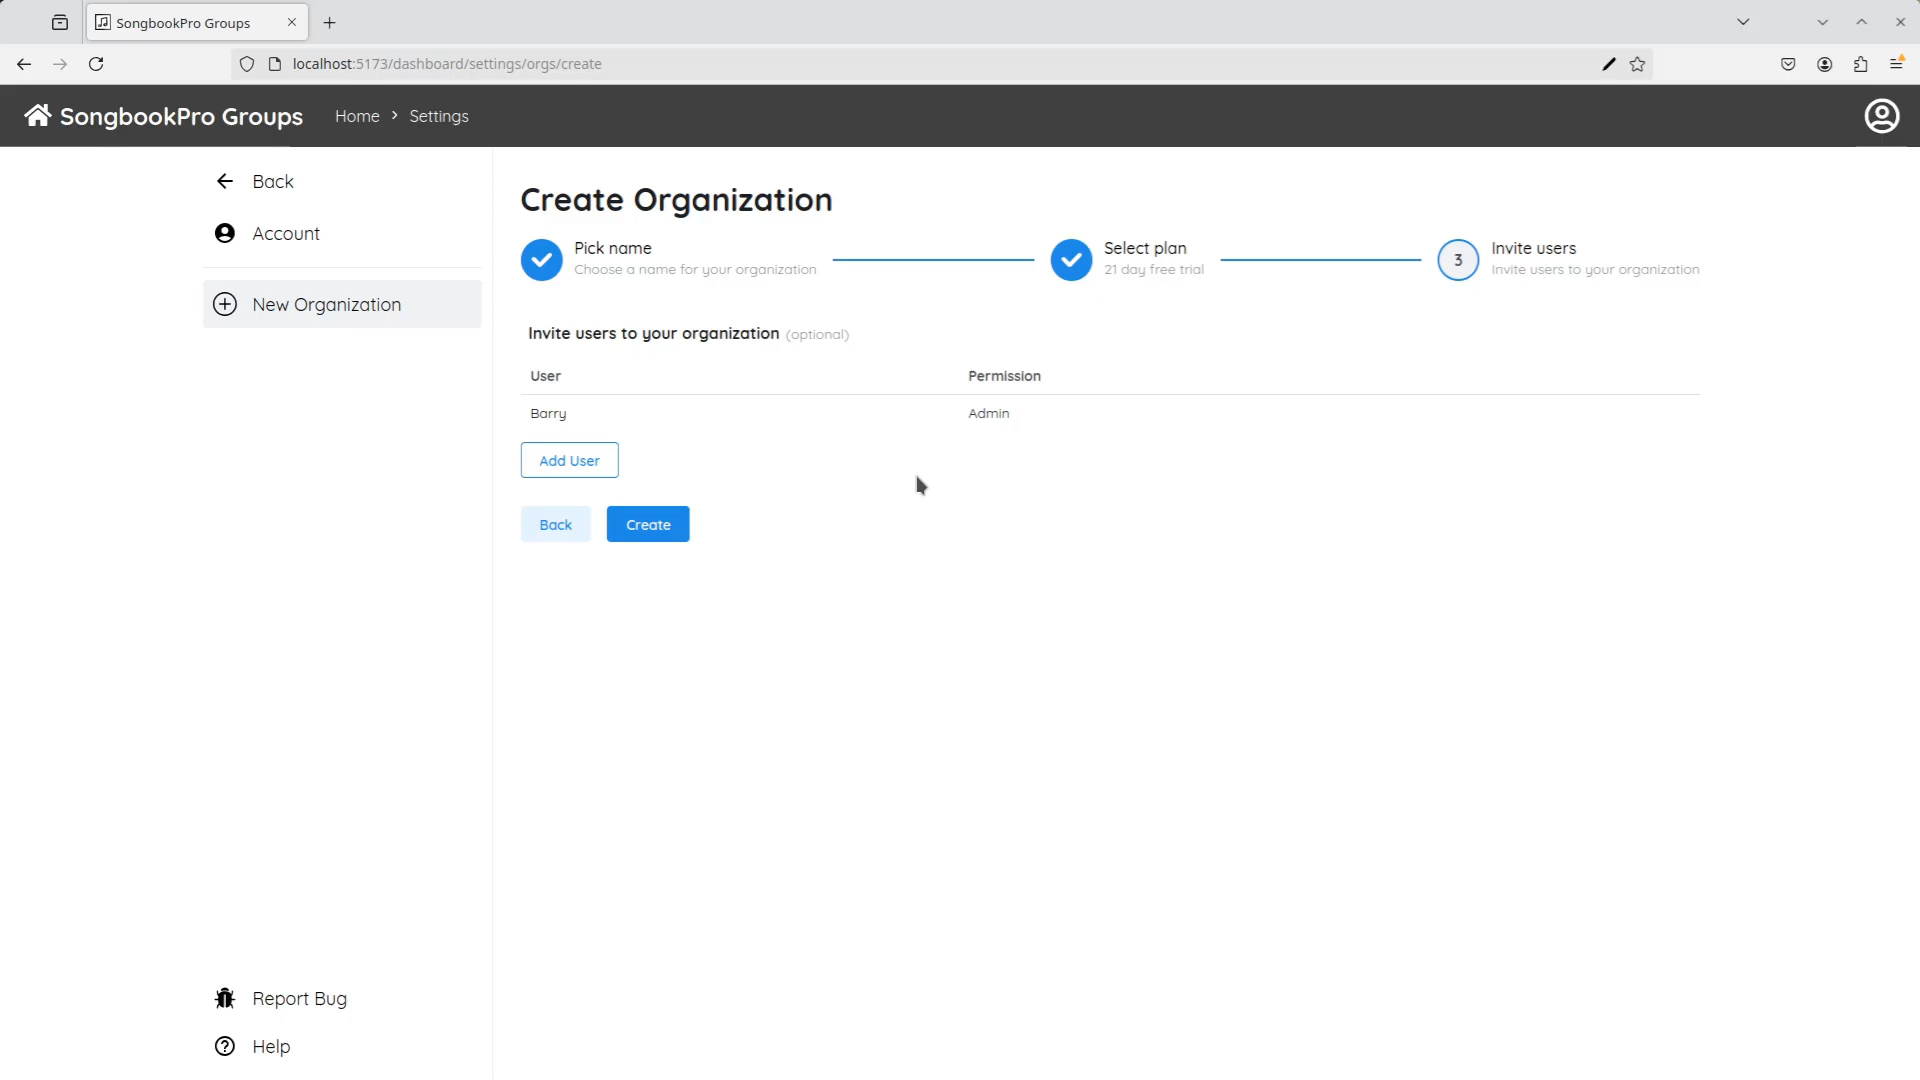 SongbookPro Groups
localhost:5173/dashboard/settings/orgs/create
SongbookPro Groups
Home > Settings
Back
Account
New Organization
Create Organization
Pick name
Choose a name for your organization
Select plan
21 day free trial
3
Invite users
Invite users to your organization
Invite users to your organization (optional)
User Permission
Barry Admin
Add User
Back Create
Report Bug
Help